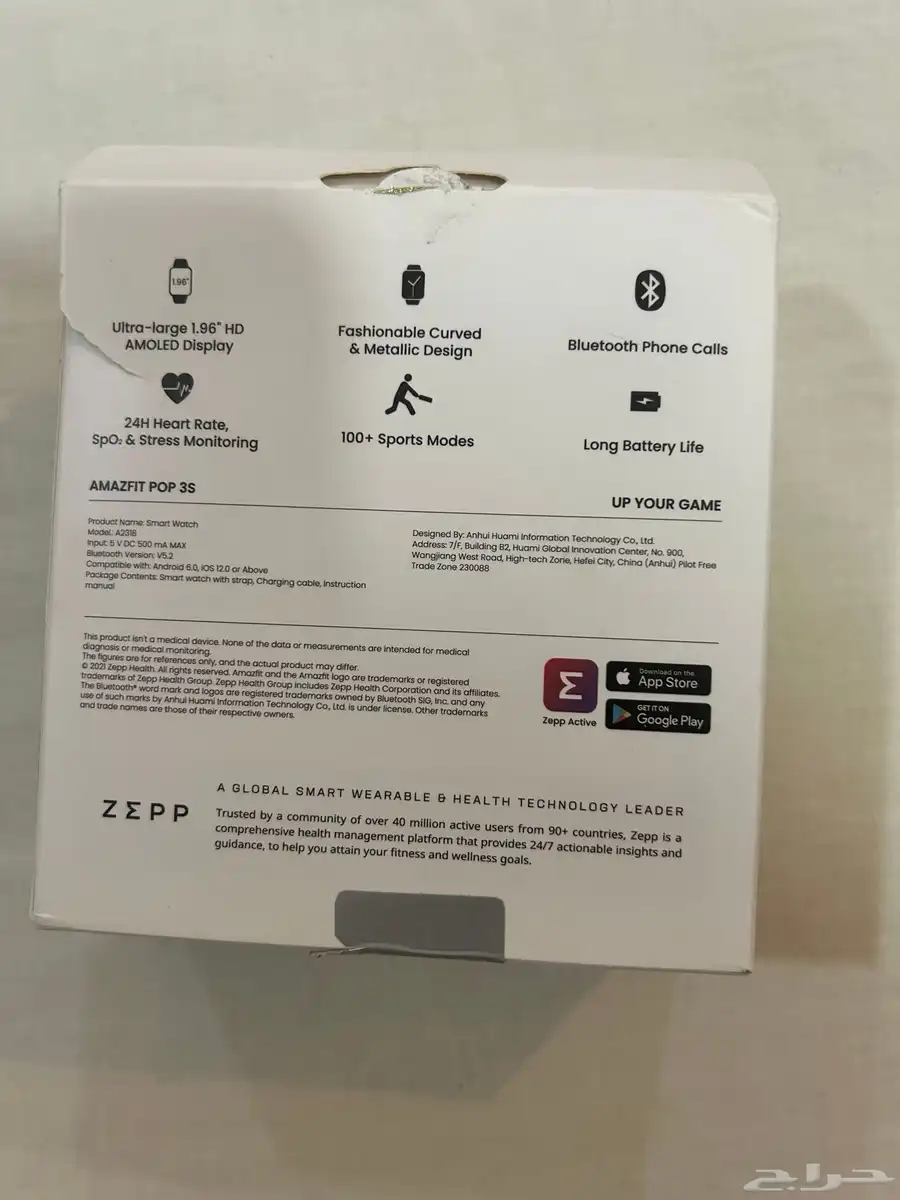 1.96"
Ultra-large 1.96" HD
AMOLED Display
Fashionable Curved
& Metallic Design
Bluetooth Phone Calls
24H Heart Rate,
SpO₂ & Stress Monitoring
100+ Sports Modes
Long Battery Life
AMAZFIT POP 3S
UP YOUR GAME
Product Name: Smart Watch
Model: A2318
Input: 5 V DC 500 mA MAX
Bluetooth Version: V5.2
Compatible with: Android 6.0, iOS 12.0 or Above
Package Contents: Smart watch with strap, Charging cable, Instruction
manual
Designed By: Anhui Huami Information Technology Co., Ltd.
Address: 7/F, Building B2, Huami Global Innovation Center, No. 900,
Wangjiang West Road, High-tech Zone, Hefei City, China (Anhui) Pilot Free
Trade Zone 230088
This product isn't a medical device. None of the data or measurements are intended for medical
diagnosis or medical monitoring.
The figures are for references only, and the actual product may differ.
© 2021 Zepp Health. All rights reserved. Amazfit and the Amazfit logo are trademarks or registered
trademarks of Zepp Health Group. Zepp Health Group includes Zepp Health Corporation and its affiliates.
The Bluetooth® word mark and logos are registered trademarks owned by Bluetooth SIG, Inc. and any
use of such marks by Anhui Huami Information Technology Co., Ltd. is under license. Other trademarks
and trade names are those of their respective owners.
Zepp Active
Download on the
App Store
GET IT ON
Google Play
ZΣPP
A GLOBAL SMART WEARABLE & HEALTH TECHNOLOGY LEADER
Trusted by a community of over 40 million active users from 90+ countries, Zepp is a
comprehensive health management platform that provides 24/7 actionable insights and
guidance, to help you attain your fitness and wellness goals.
حراج